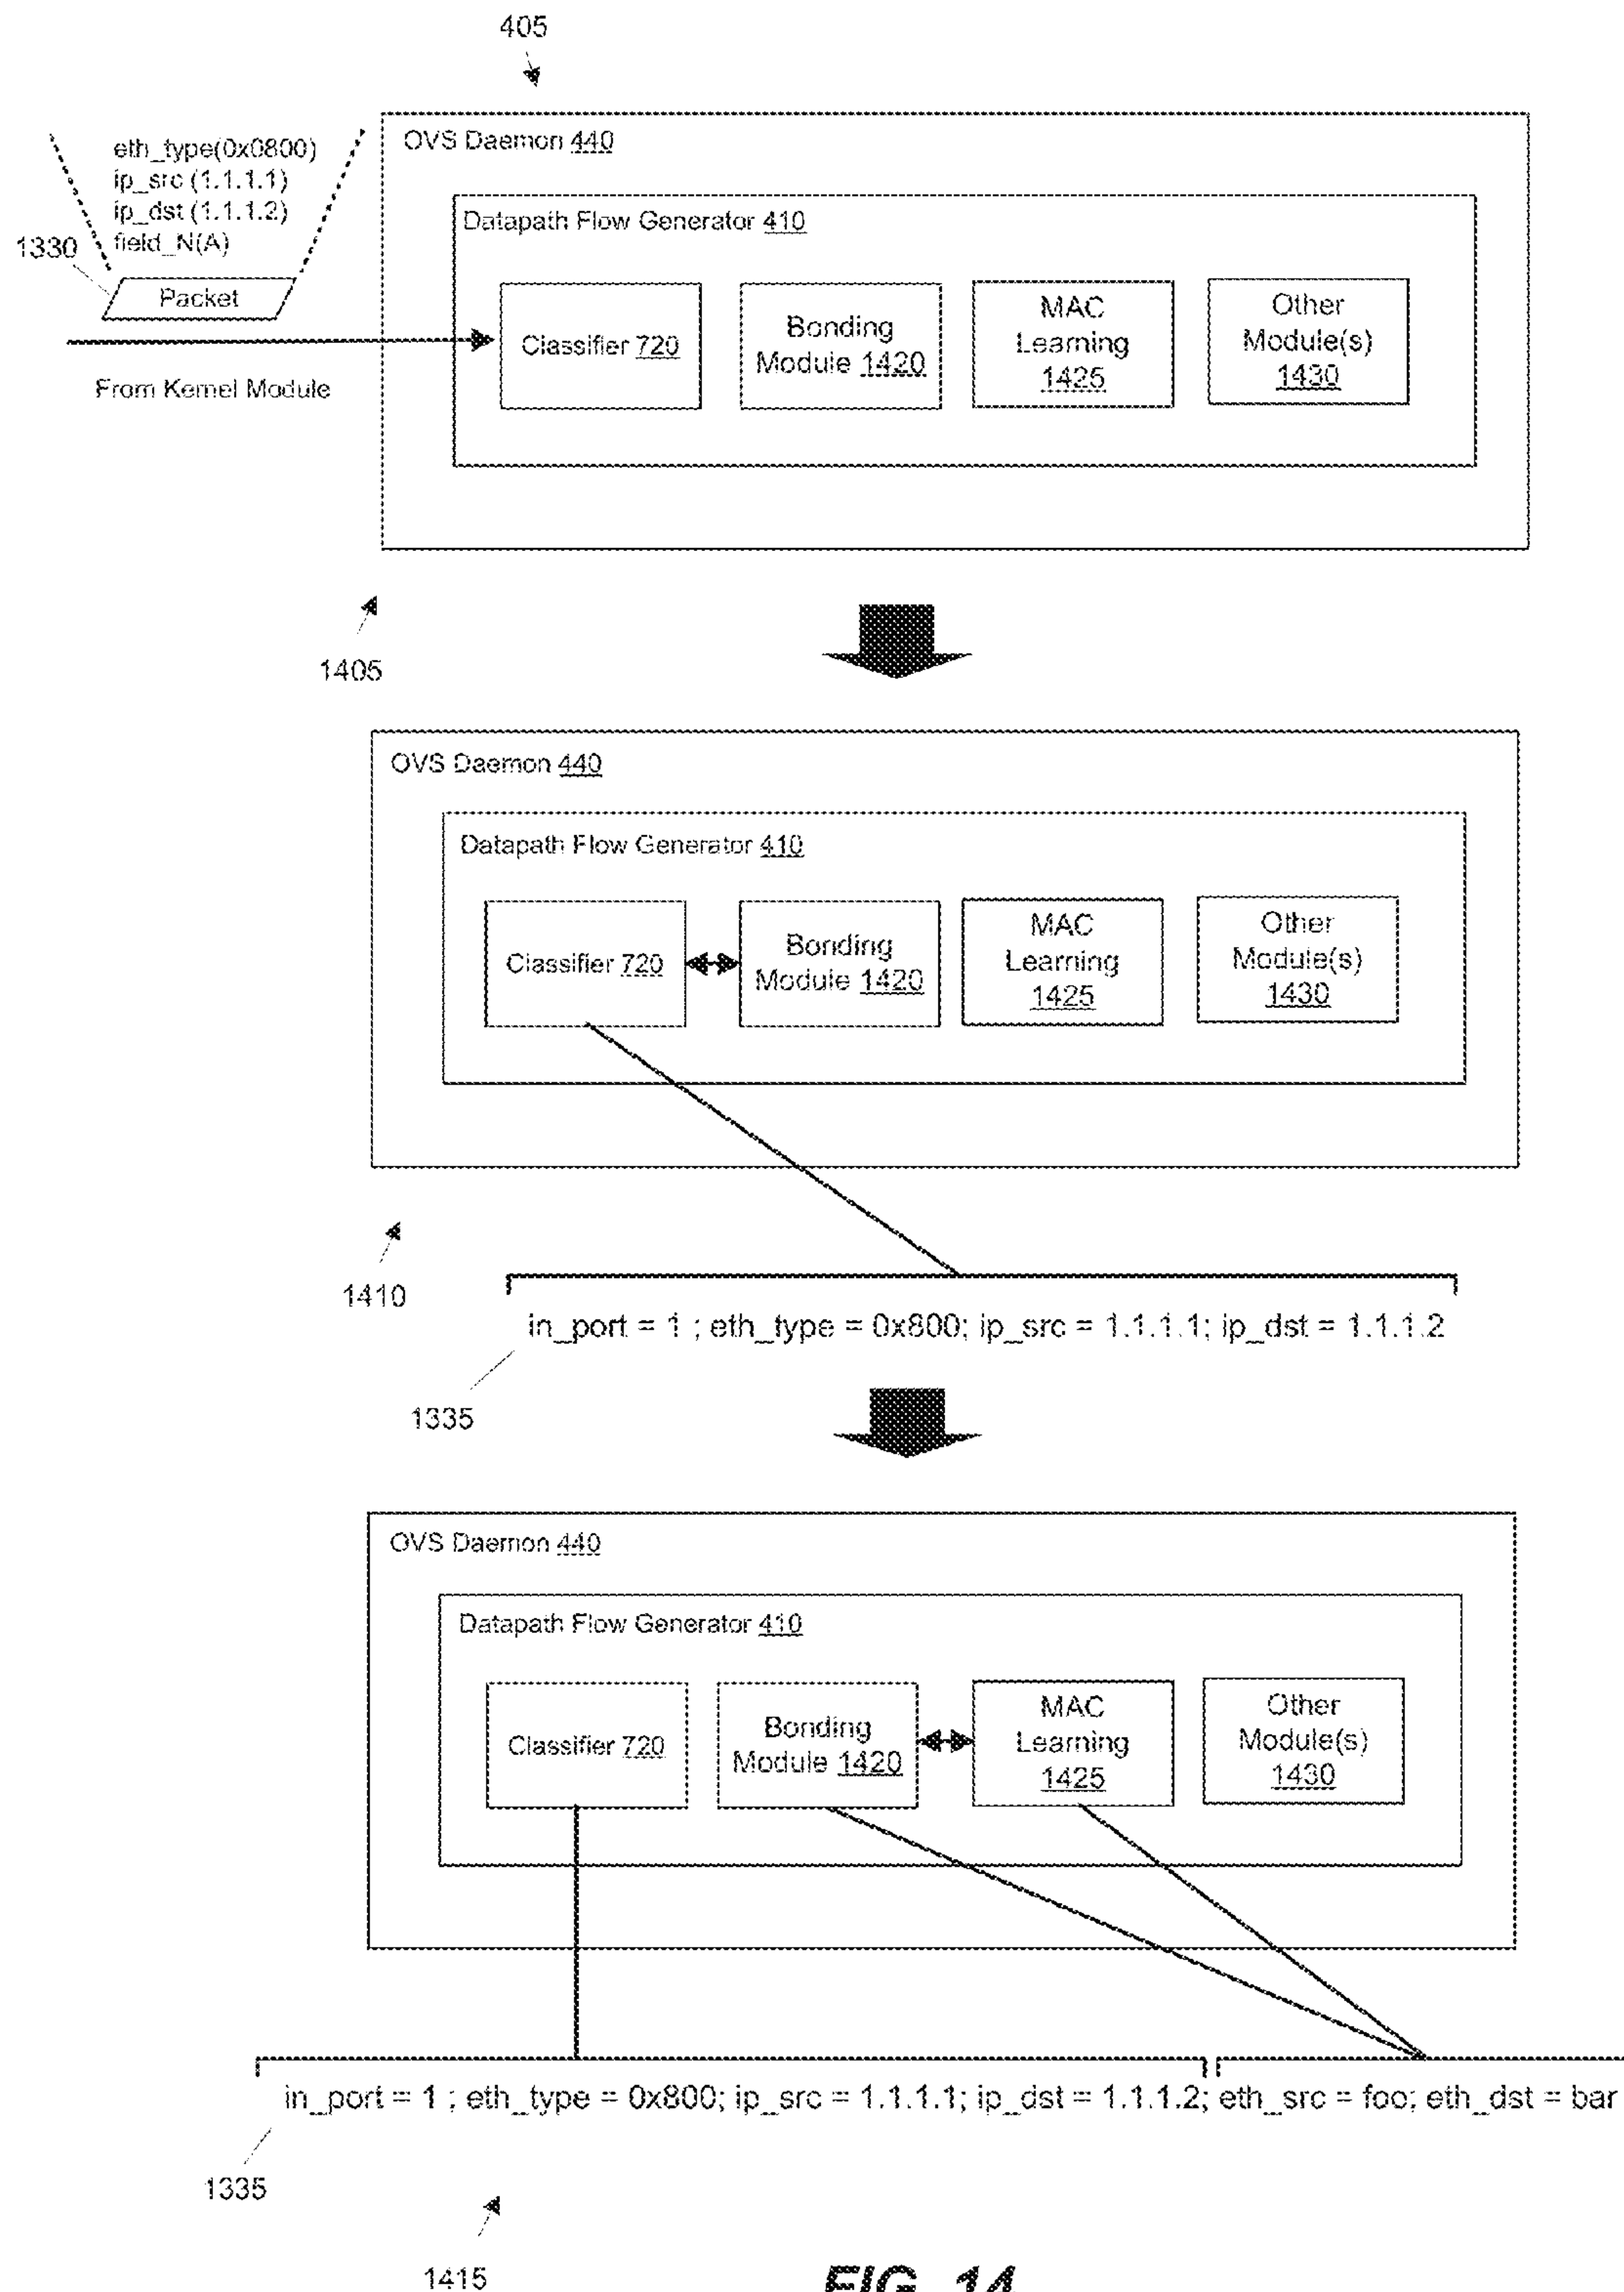 405
OVS Daemon 440
eth_type(0x0800)
ip_src (1.1.1.1)
ip_dst (1.1.1.2)
field_N(A)
1330
Packet
From Kernel Module
Datapath Flow Generator 410
Classifier 720
Bonding
Module 1420
MAC
Learning
1425
Other
Module(s)
1430
1405
OVS Daemon 440
Datapath Flow Generator 410
Classifier 720
Bonding
Module 1420
MAC
Learning
1425
Other
Module(s)
1430
1410
in_port = 1 ; eth_type = 0x800; ip_src = 1.1.1.1; ip_dst = 1.1.1.2
1335
OVS Daemon 440
Datapath Flow Generator 410
Classifier 720
Bonding
Module 1420
MAC
Learning
1425
Other
Module(s)
1430
in_port = 1 ; eth_type = 0x800; ip_src = 1.1.1.1; ip_dst = 1.1.1.2; eth_src = foo; eth_dst = bar
1335
1415
FIG. 14